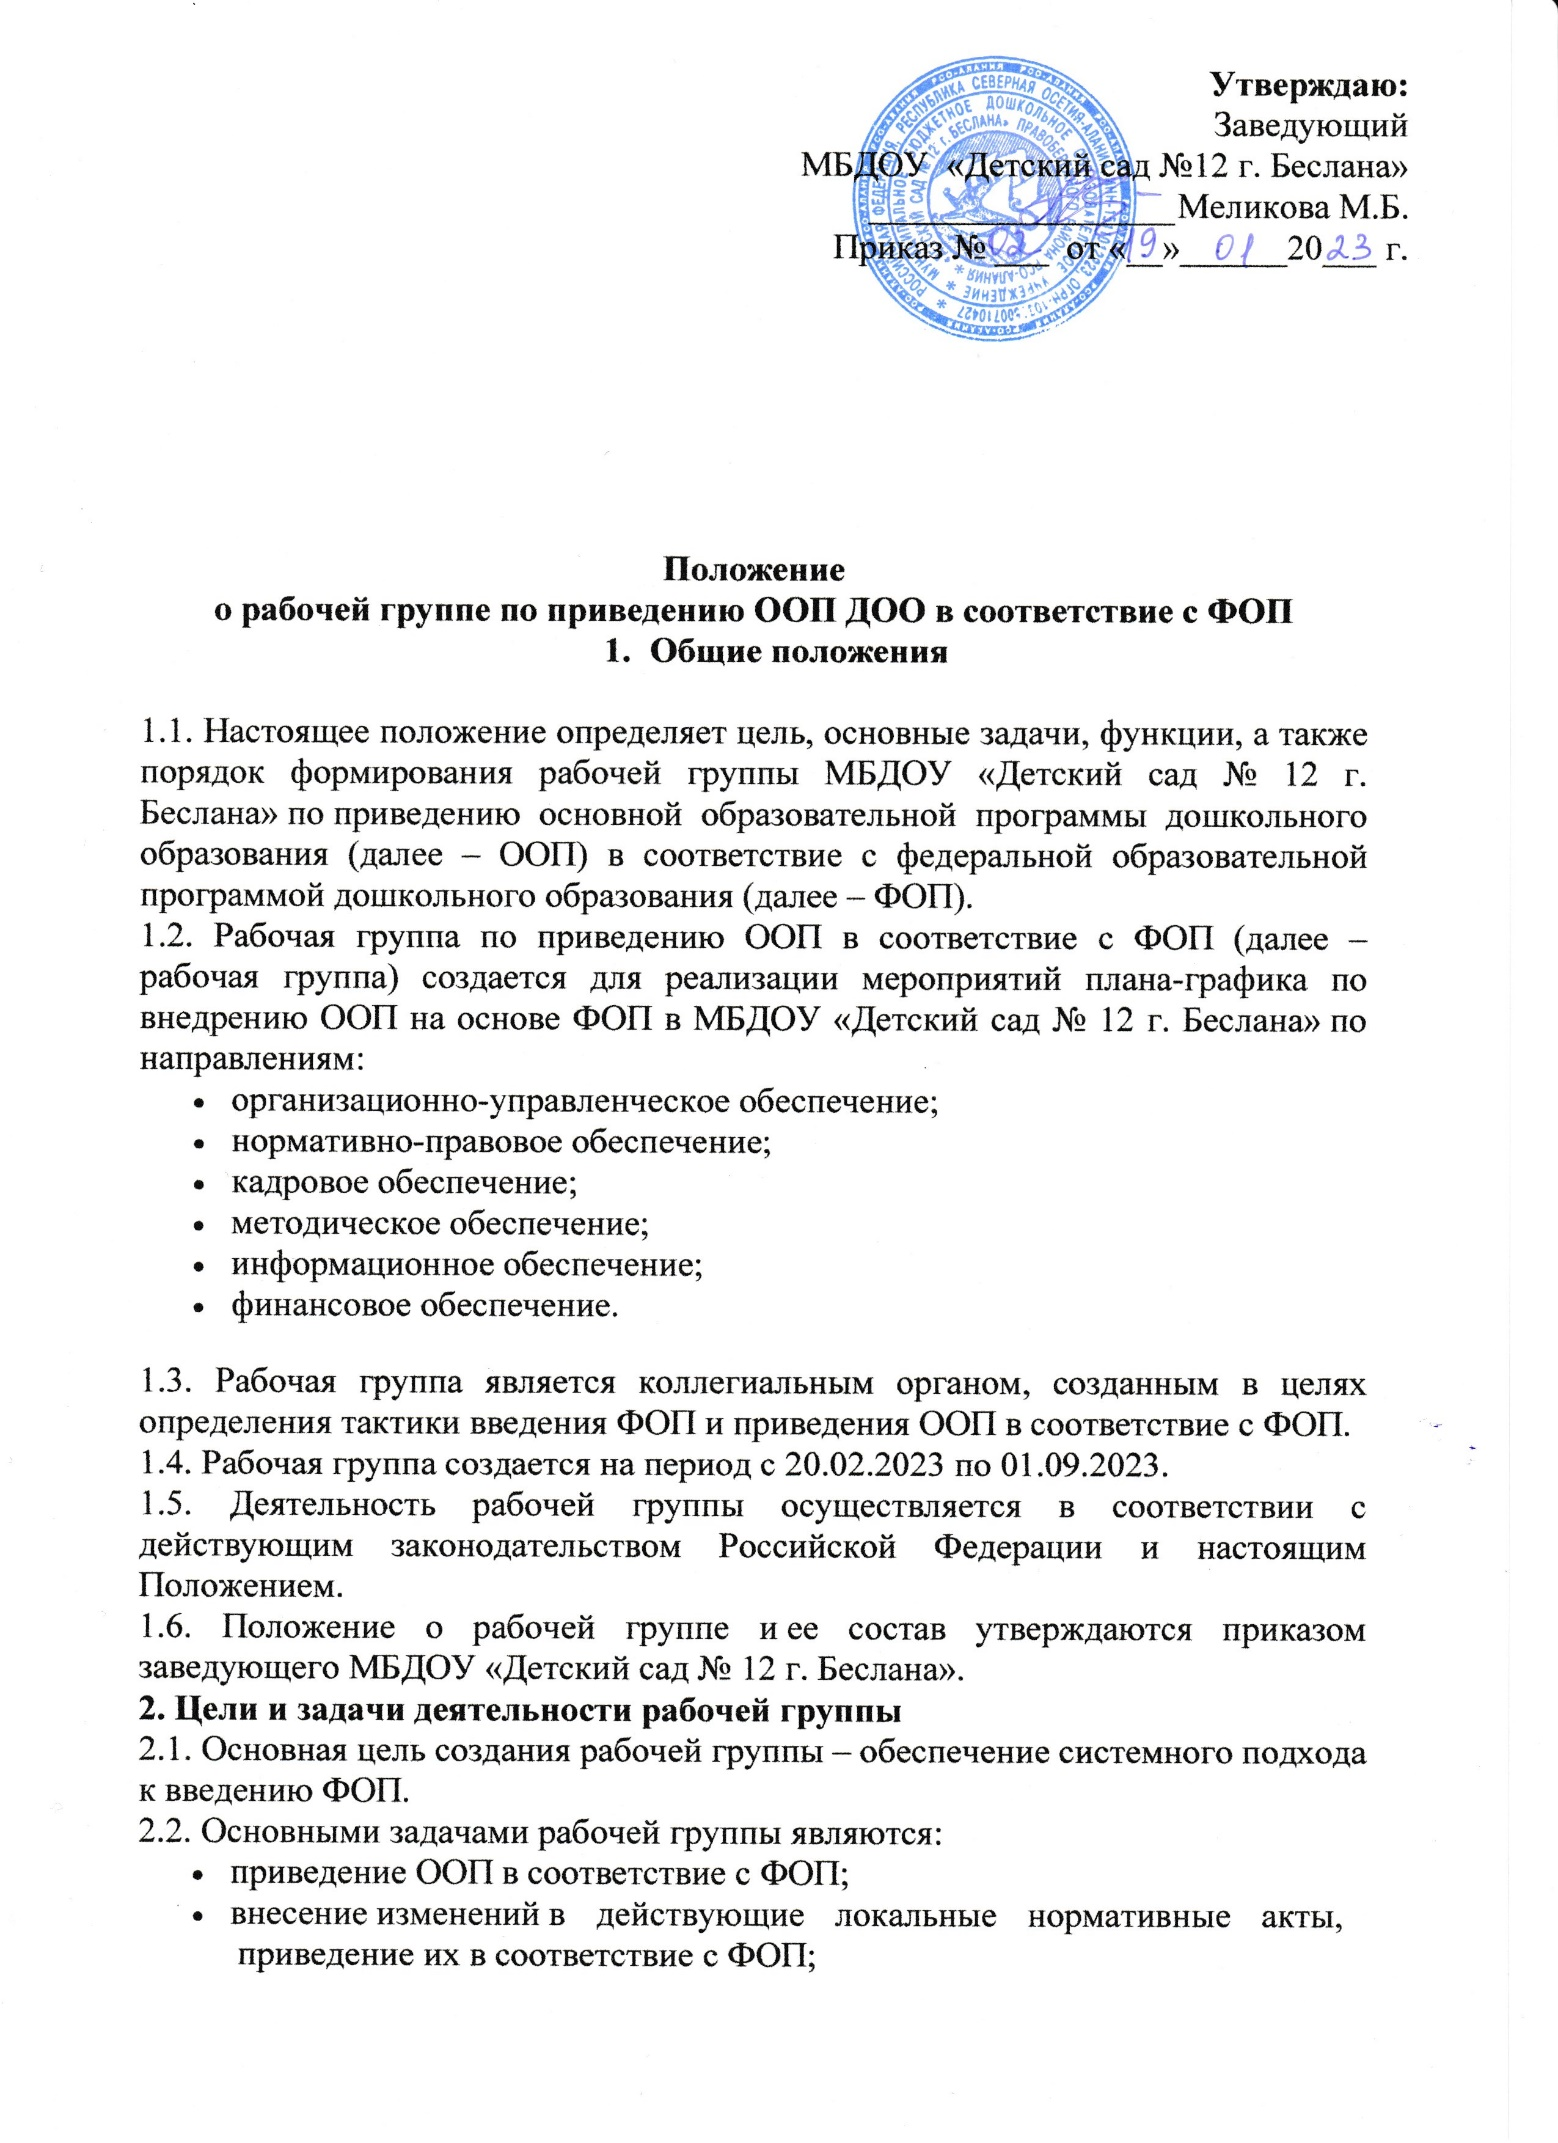 Утверждаю:
Заведующий
МБДОУ «Детский сад №12 г. Беслана»
_________________Меликова М.Б.
Приказ № 02 от «19» 01 2023 г.
Положение
о рабочей группе по приведению ООП ДОО в соответствие с ФОП
1. Общие положения
1.1. Настоящее положение определяет цель, основные задачи, функции, а также
порядок формирования рабочей группы МБДОУ «Детский сад № 12 г.
Беслана» по приведению основной образовательной программы дошкольного
образования (далее – ООП) в соответствие с федеральной образовательной
программой дошкольного образования (далее – ФОП).
1.2. Рабочая группа по приведению ООП в соответствие с ФОП (далее –
рабочая группа) создается для реализации мероприятий плана-графика по
внедрению ООП на основе ФОП в МБДОУ «Детский сад № 12 г. Беслана» по
направлениям:
• организационно-управленческое обеспечение;
• нормативно-правовое обеспечение;
• кадровое обеспечение;
• методическое обеспечение;
• информационное обеспечение;
• финансовое обеспечение.
1.3. Рабочая группа является коллегиальным органом, созданным в целях
определения тактики введения ФОП и приведения ООП в соответствие с ФОП.
1.4. Рабочая группа создается на период с 20.02.2023 по 01.09.2023.
1.5. Деятельность рабочей группы осуществляется в соответствии с
действующим законодательством Российской Федерации и настоящим
Положением.
1.6. Положение о рабочей группе и ее состав утверждаются приказом
заведующего МБДОУ «Детский сад № 12 г. Беслана».
2. Цели и задачи деятельности рабочей группы
2.1. Основная цель создания рабочей группы – обеспечение системного подхода
к введению ФОП.
2.2. Основными задачами рабочей группы являются:
• приведение ООП в соответствие с ФОП;
• внесение изменений в действующие локальные нормативные акты,
приведение их в соответствие с ФОП;